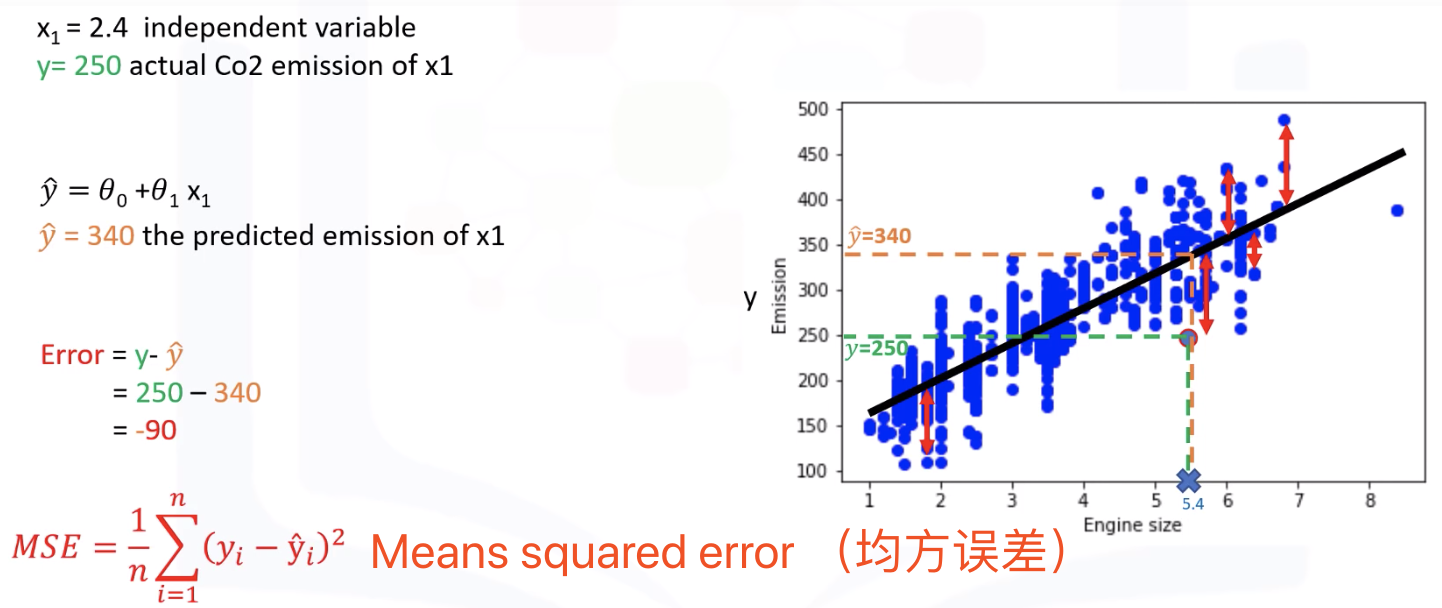 x₁ = 2.4 independent variable
y= 250 actual Co2 emission of x1
ŷ = θ₀ +θ₁ x₁
ŷ = 340 the predicted emission of x1
Error = y- ŷ
= 250 – 340
= -90
MSE = 1/n ∑ᵢ₌₁ⁿ (yᵢ − ŷᵢ)²
Means squared error （均方误差）
y
Emission
500
450
400
350
300
250
200
150
100
ŷ=340
y=250
5.4
1 2 3 4 5 6 7 8
Engine size